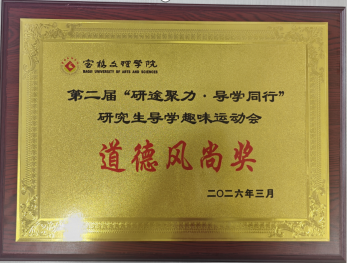 宝鸡文理学院
BAOJI UNIVERSITY OF ARTS AND SCIENCES
第二届“研途聚力·导学同行”
研究生导学趣味运动会
道德风尚奖
二〇二六年三月